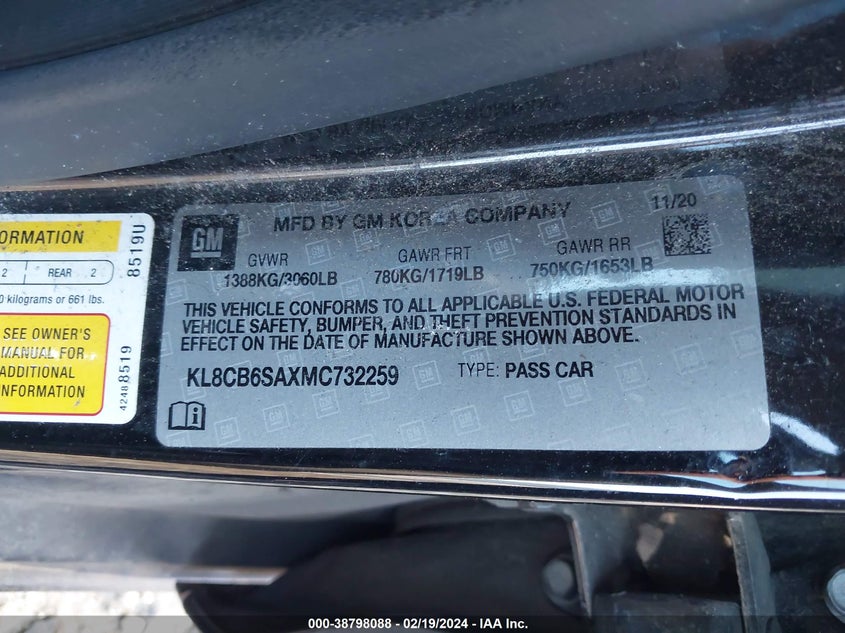 ORMATION
2 REAR 2
0 kilograms or 661 lbs.
SEE OWNER'S
MANUAL FOR
ADDITIONAL
INFORMATION
8519U
42488519
GM
MFD BY GM KOREA COMPANY
11/20
GVWR GAWR FRT GAWR RR
1388KG/3060LB 780KG/1719LB 750KG/1653LB
THIS VEHICLE CONFORMS TO ALL APPLICABLE U.S. FEDERAL MOTOR
VEHICLE SAFETY, BUMPER, AND THEFT PREVENTION STANDARDS IN
EFFECT ON THE DATE OF MANUFACTURE SHOWN ABOVE.
KL8CB6SAXMC732259 TYPE: PASS CAR
000-38798088 - 02/19/2024 - IAA Inc.